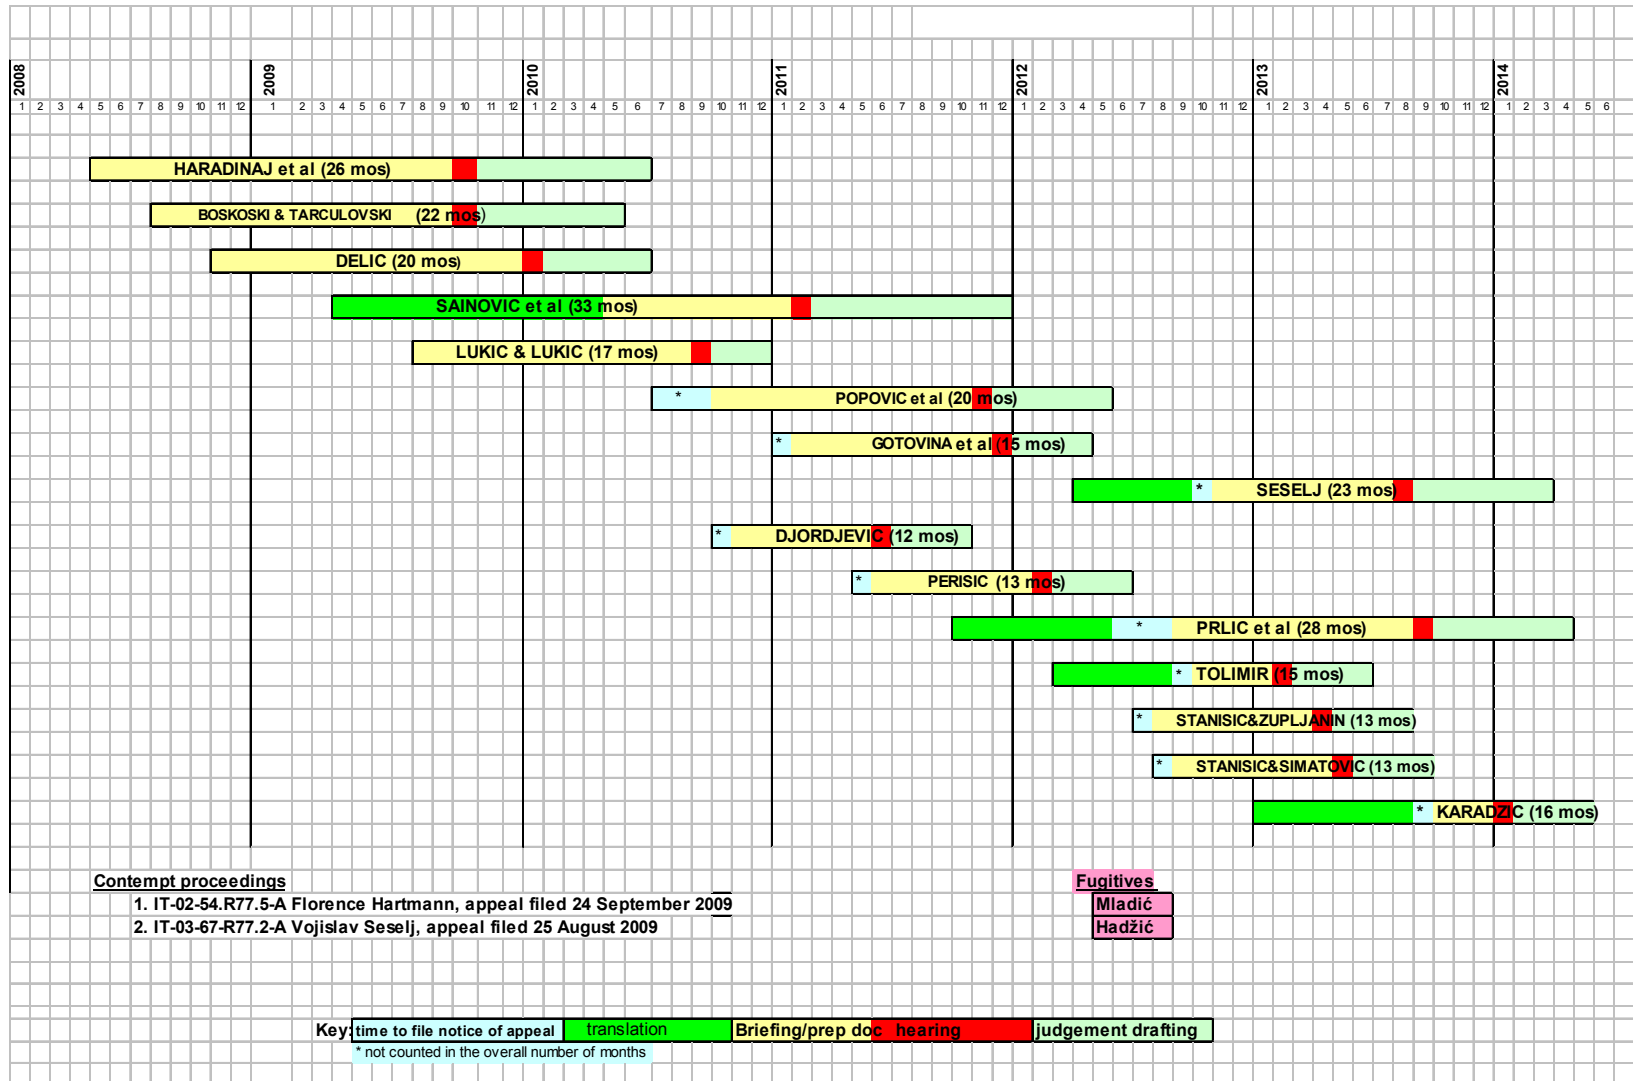 2008 2009 2010 2011 2012 2013 2014
1 2 3 4 5 6 7 8 9 10 11 12 1 2 3 4 5 6 7 8 9 10 11 12 1 2 3 4 5 6 7 8 9 10 11 12 1 2 3 4 5 6 7 8 9 10 11 12 1 2 3 4 5 6 7 8 9 10 11 12 1 2 3 4 5 6 7 8 9 10 11 12 1 2 3 4 5 6
HARADINAJ et al (26 mos)
BOSKOSKI & TARCULOVSKI (22 mos)
DELIC (20 mos)
SAINOVIC et al (33 mos)
LUKIC & LUKIC (17 mos)
* POPOVIC et al (20 mos)
* GOTOVINA et al (15 mos)
* SESELJ (23 mos)
* DJORDJEVIC (12 mos)
* PERISIC (13 mos)
* PRLIC et al (28 mos)
* TOLIMIR (15 mos)
* STANISIC&ZUPLJANIN (13 mos)
* STANISIC&SIMATOVIC (13 mos)
* KARADZIC (16 mos)
Contempt proceedings
1. IT-02-54.R77.5-A Florence Hartmann, appeal filed 24 September 2009
2. IT-03-67-R77.2-A Vojislav Seselj, appeal filed 25 August 2009
Fugitives
Mladić
Hadžić
Key: time to file notice of appeal translation Briefing/prep doc hearing judgement drafting
* not counted in the overall number of months